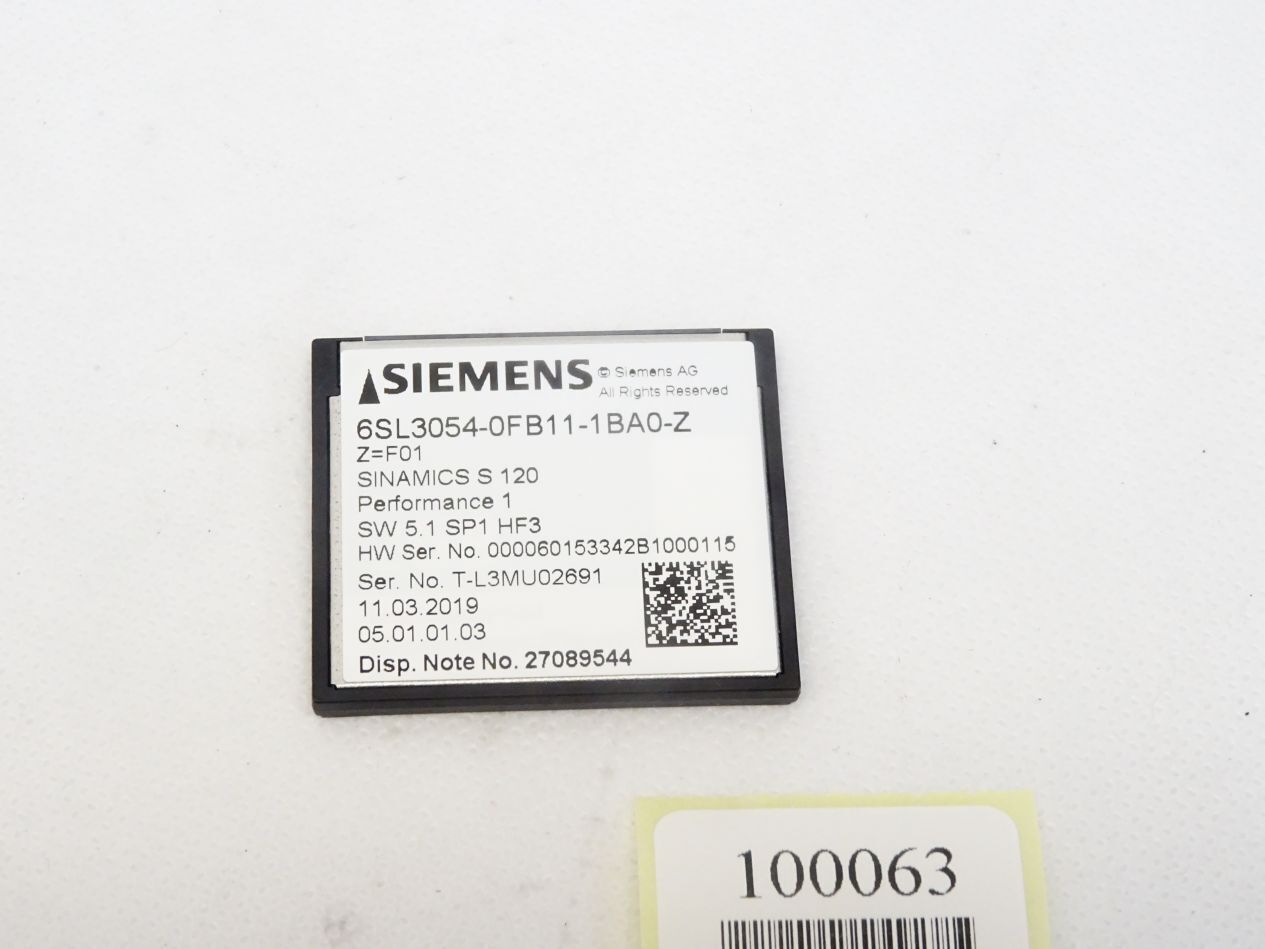 SIEMENS © Siemens AG
All Rights Reserved
6SL3054-0FB11-1BA0-Z
Z=F01
SINAMICS S 120
Performance 1
SW 5.1 SP1 HF3
HW Ser. No. 000060153342B1000115
Ser. No. T-L3MU02691
11.03.2019
05.01.01.03
Disp. Note No. 27089544
100063